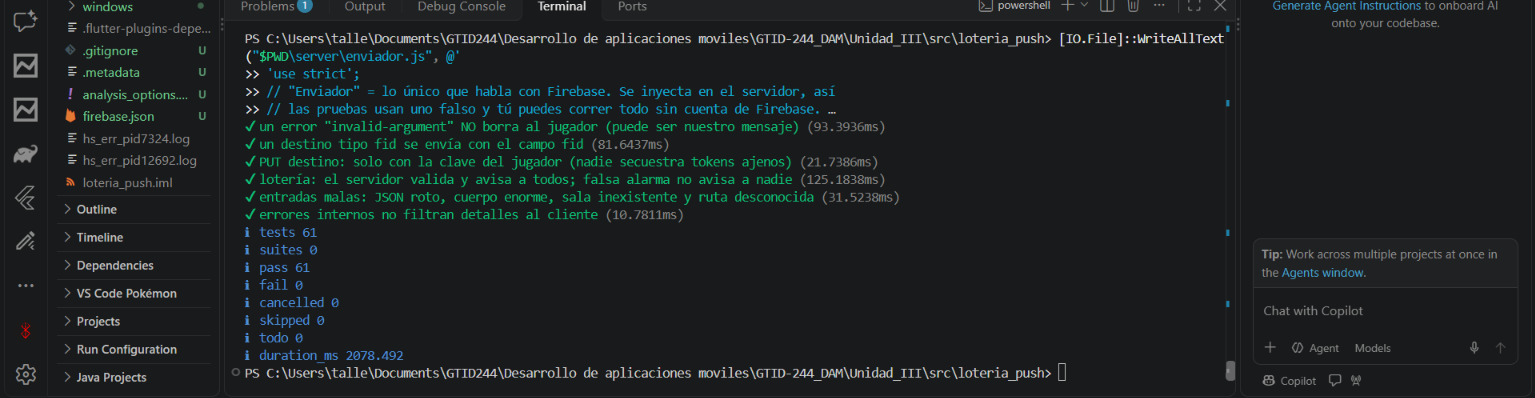 windows
.flutter-plugins-depe...
.gitignore U
.metadata U
analysis_options.... U
firebase.json U
hs_err_pid7324.log
hs_err_pid12692.log
loteria_push.iml
Outline
Timeline
Dependencies
VS Code Pokémon
Projects
Run Configuration
Java Projects
Problems 1 Output Debug Console Terminal Ports
powershell
PS C:\Users\talle\Documents\GTID244\Desarrollo de aplicaciones moviles\GTID-244_DAM\Unidad_III\src\loteria_push> [IO.File]::WriteAllText
("$PWD\server\enviador.js", @'
>> 'use strict';
>> // "Enviador" = lo único que habla con Firebase. Se inyecta en el servidor, así
>> // las pruebas usan uno falso y tú puedes correr todo sin cuenta de Firebase. …
✓ un error "invalid-argument" NO borra al jugador (puede ser nuestro mensaje) (93.3936ms)
✓ un destino tipo fid se envía con el campo fid (81.6437ms)
✓ PUT destino: solo con la clave del jugador (nadie secuestra tokens ajenos) (21.7386ms)
✓ lotería: el servidor valida y avisa a todos; falsa alarma no avisa a nadie (125.1838ms)
✓ entradas malas: JSON roto, cuerpo enorme, sala inexistente y ruta desconocida (31.5238ms)
✓ errores internos no filtran detalles al cliente (10.7811ms)
ℹ tests 61
ℹ suites 0
ℹ pass 61
ℹ fail 0
ℹ cancelled 0
ℹ skipped 0
ℹ todo 0
ℹ duration_ms 2078.492
PS C:\Users\talle\Documents\GTID244\Desarrollo de aplicaciones moviles\GTID-244_DAM\Unidad_III\src\loteria_push>
Generate Agent Instructions to onboard AI
onto your codebase.
Tip: Work across multiple projects at once in
the Agents window.
Chat with Copilot
Agent Models
Copilot